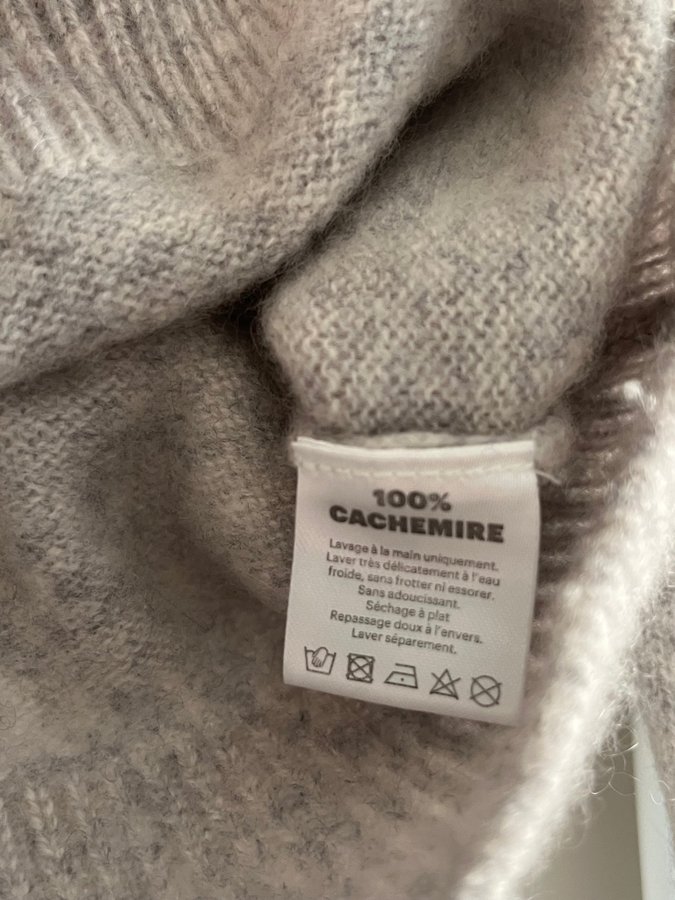 100%
CACHEMIRE
Lavage à la main uniquement.
Laver très délicatement à l'eau
froide, sans frotter ni essorer.
Sans adoucissant.
Séchage à plat
Repassage doux à l'envers.
Laver séparement.